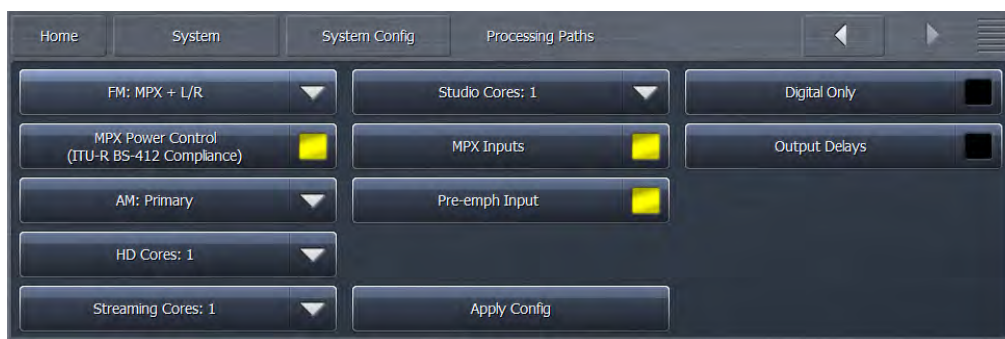 Home
System
System Config
Processing Paths
FM: MPX + L/R
Studio Cores: 1
Digital Only
MPX Power Control
(ITU-R BS-412 Compliance)
MPX Inputs
Output Delays
AM: Primary
Pre-emph Input
HD Cores: 1
Streaming Cores: 1
Apply Config